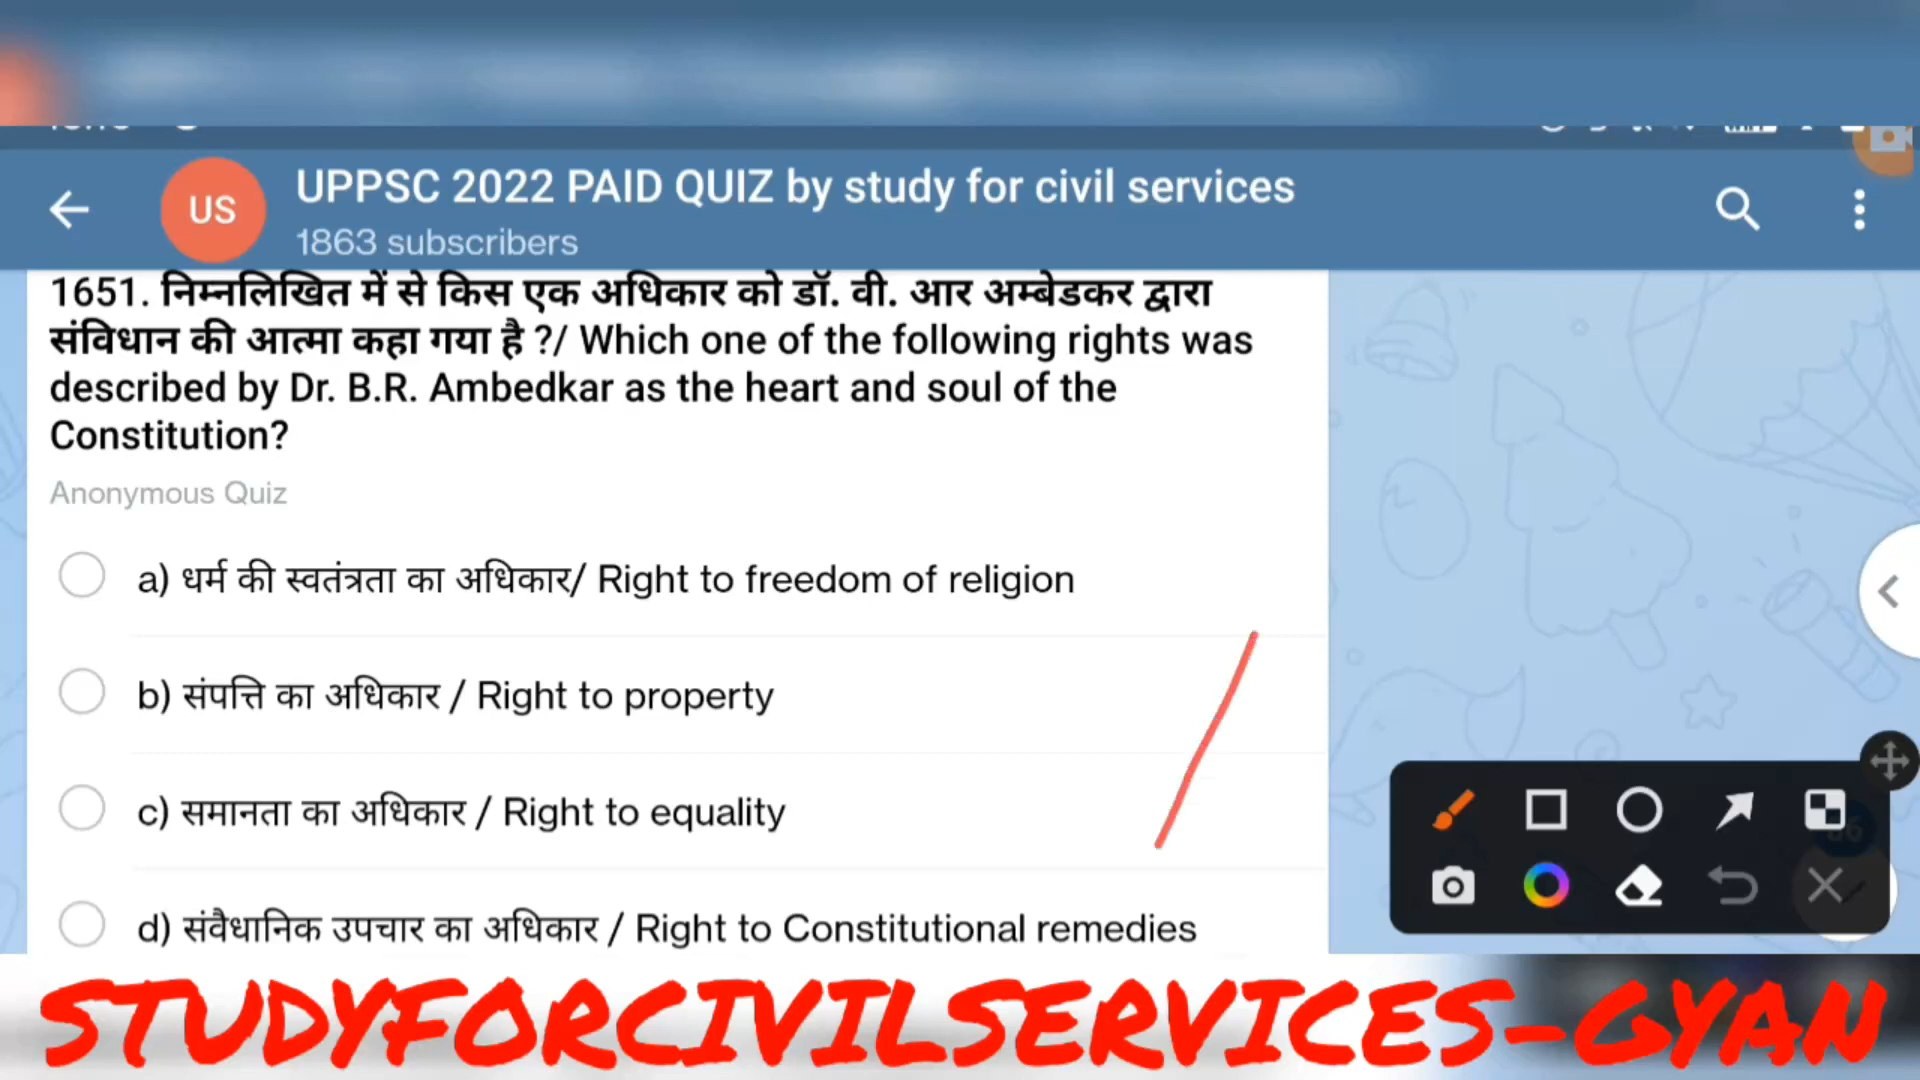 UPPSC 2022 PAID QUIZ by study for civil services
US
1863 subscribers
1651. निम्नलिखित में से किस एक अधिकार को डॉ. वी. आर अम्बेडकर द्वारा
संविधान की आत्मा कहा गया है ?/ Which one of the following rights was
described by Dr. B.R. Ambedkar as the heart and soul of the
Constitution?
Anonymous Quiz
a) धर्म की स्वतंत्रता का अधिकार/ Right to freedom of religion
b) संपत्ति का अधिकार / Right to property
c) समानता का अधिकार / Right to equality
d) संवैधानिक उपचार का अधिकार / Right to Constitutional remedies
STUDYFORCIVILSERVICES-GYAN